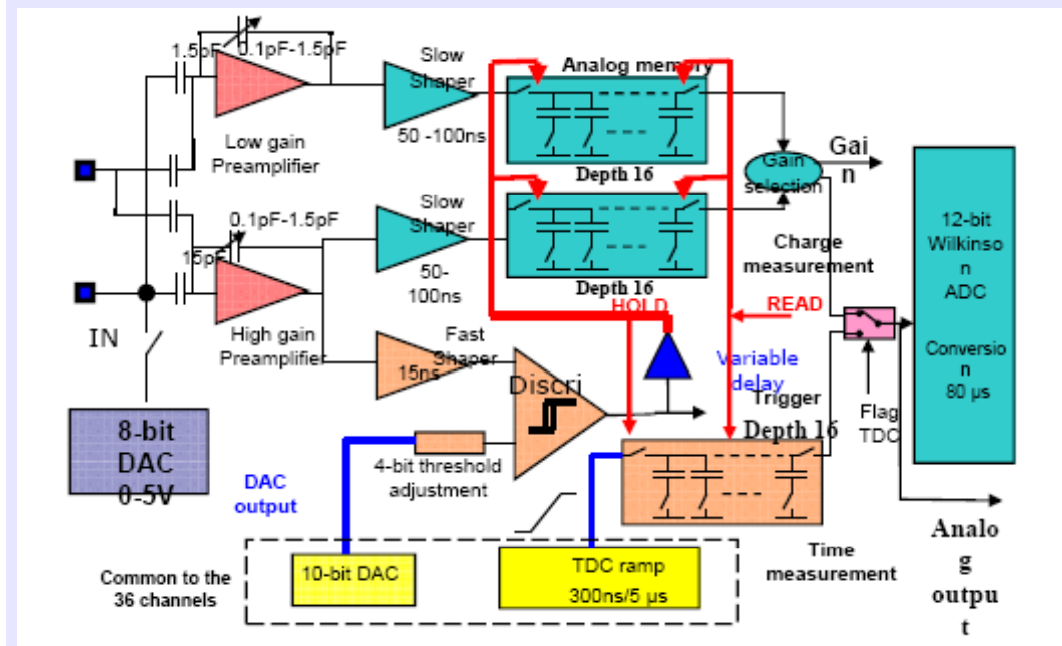 1.5pF
0.1pF-1.5pF
Slow
Shaper
50 -100ns
Analog memory
Low gain
Preamplifier
Depth 16
Gain
selection
Gai
n
0.1pF-1.5pF
Slow
Shaper
15pF
50-
100ns
Depth 16
Charge
measurement
12-bit
Wilkinso
n
ADC
Conversio
n
80 µs
HOLD
READ
IN
High gain
Preamplifier
Fast
Shaper
15ns
Discri
Variable
delay
Trigger
Depth 16
Flag
TDC
8-bit
DAC
0-5V
DAC
output
4-bit threshold
adjustment
Common to the
36 channels
10-bit DAC
TDC ramp
300ns/5 µs
Time
measurement
Analo
g
outpu
t